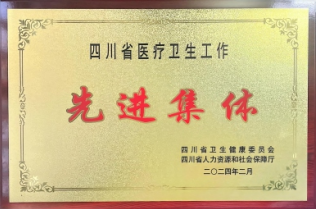 四川省医疗卫生工作
先进集体
四川省卫生健康委员会
四川省人力资源和社会保障厅
二〇二四年二月